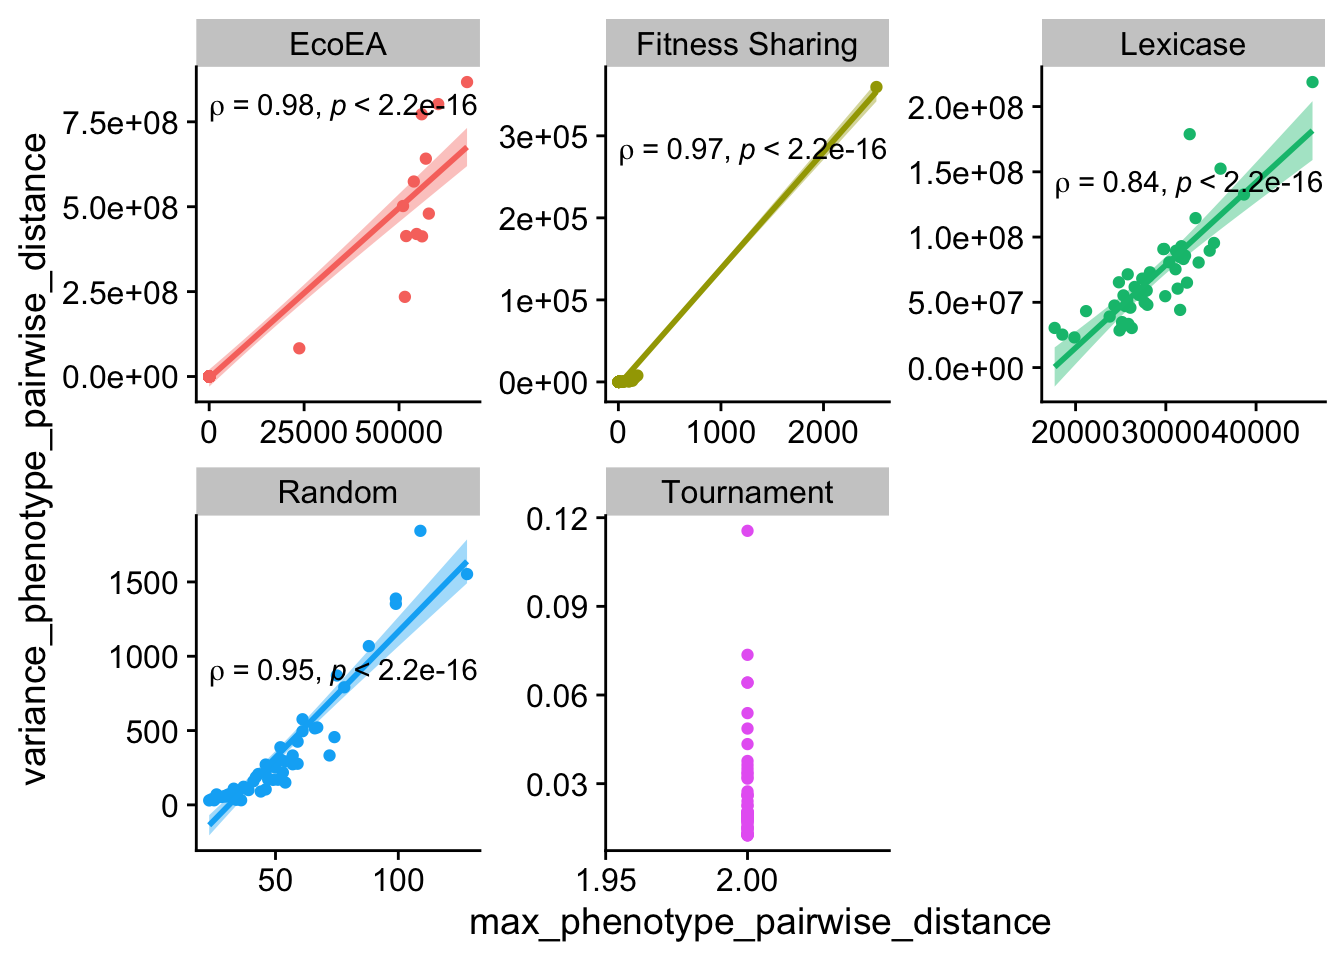 EcoEA
Fitness Sharing
Lexicase
ρ = 0.98, p < 2.2e-16
ρ = 0.97, p < 2.2e-16
ρ = 0.84, p < 2.2e-16
7.5e+08
5.0e+08
2.5e+08
0.0e+00
3e+05
2e+05
1e+05
0e+00
2.0e+08
1.5e+08
1.0e+08
5.0e+07
0.0e+00
0 25000 50000
0 1000 2000
20000 30000 40000
Random
Tournament
ρ = 0.95, p < 2.2e-16
1500
1000
500
0
0.12
0.09
0.06
0.03
50 100
1.95 2.00
variance_phenotype_pairwise_distance
max_phenotype_pairwise_distance